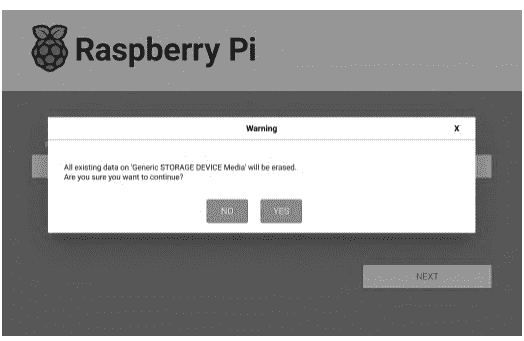 Raspberry Pi
Warning
X
All existing data on 'Generic STORAGE DEVICE Media' will be erased.
Are you sure you want to continue?
NO
YES
NEXT